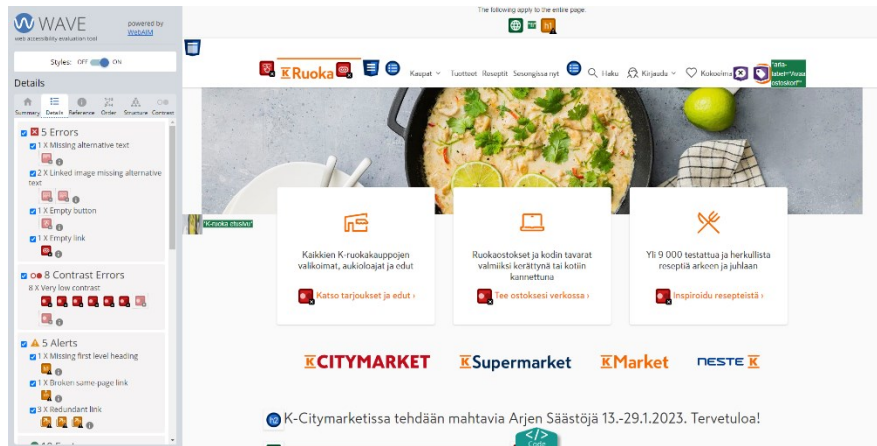 WAVE
web accessibility evaluation tool
powered by
WebAIM
Styles: OFF ON
Details
Summary Details Reference Order Structure Contrast
5 Errors
1 X Missing alternative text
2 X Linked image missing alternative
text
1 X Empty button
1 X Empty link
8 Contrast Errors
8 X Very low contrast
5 Alerts
1 X Missing first level heading
1 X Broken same-page link
3 X Redundant link
The following apply to the entire page:
h1
K Ruoka
Kaupat
Tuotteet Reseptit Sesongissa nyt
Haku
Kirjaudu
Kokoelma
*aria-
label="Avaa
ostoskori"*
*K-ruoka etusivu*
Kaikkien K-ruokakauppojen
valikoimat, aukioloajat ja edut
Katso tarjoukset ja edut ›
Ruokaostokset ja kodin tavarat
valmiiksi kerättynä tai kotiin
kannettuna
Tee ostoksesi verkossa ›
Yli 9 000 testattua ja herkullista
reseptiä arkeen ja juhlaan
Inspiroidu resepteistä ›
KCITYMARKET
KSupermarket
KMarket
NESTE K
h2
K-Citymarketissa tehdään mahtavia Arjen Säästöjä 13.-29.1.2023. Tervetuloa!
</>
Code